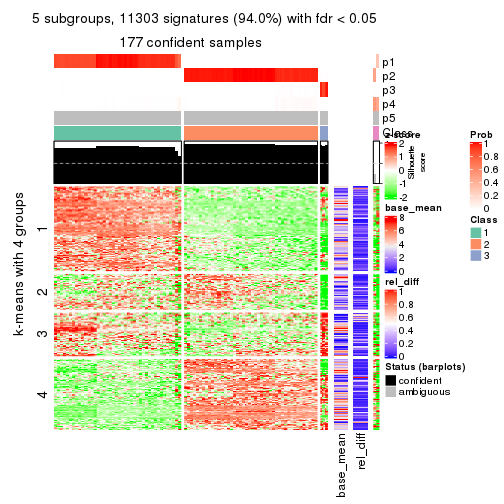 5 subgroups, 11303 signatures (94.0%) with fdr < 0.05
177 confident samples
p1
p2
p3
p4
p5
Class
z-score
2
1
0
-1
-2
Silhouette
score
Prob
1
0.8
0.6
0.4
0.2
0
Class
1
2
3
base_mean
8
6
4
2
0
rel_diff
1
0.8
0.6
0.4
0.2
0
Status (barplots)
confident
ambiguous
k-means with 4 groups
1
2
3
4
base_mean
rel_diff